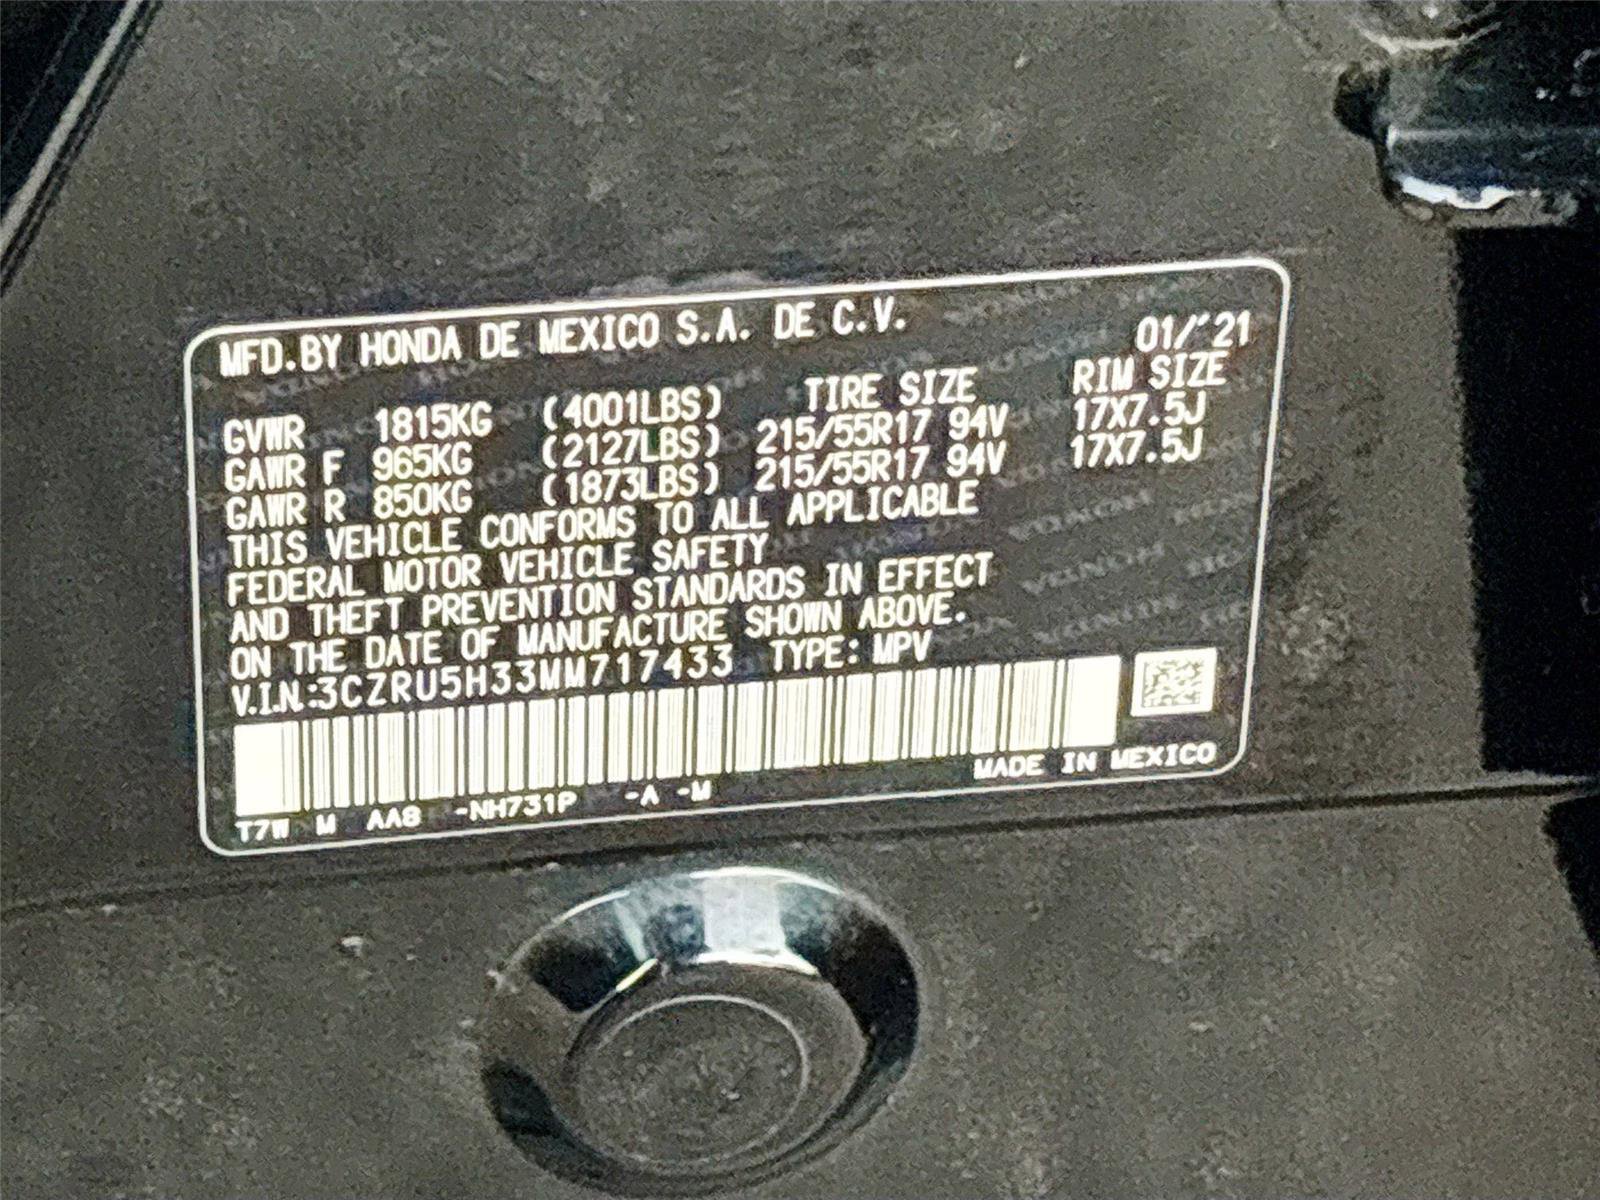 MFD.BY HONDA DE MEXICO S.A. DE C.V.
01/'21
TIRE SIZE RIM SIZE
GVWR 1815KG (4001LBS)
GAWR F 965KG (2127LBS) 215/55R17 94V 17X7.5J
GAWR R 850KG (1873LBS) 215/55R17 94V 17X7.5J
THIS VEHICLE CONFORMS TO ALL APPLICABLE
FEDERAL MOTOR VEHICLE SAFETY
AND THEFT PREVENTION STANDARDS IN EFFECT
ON THE DATE OF MANUFACTURE SHOWN ABOVE.
V.I.N.:3CZRU5H33MM717433 TYPE: MPV
MADE IN MEXICO
T7W M AA8 -NH731P -A -M